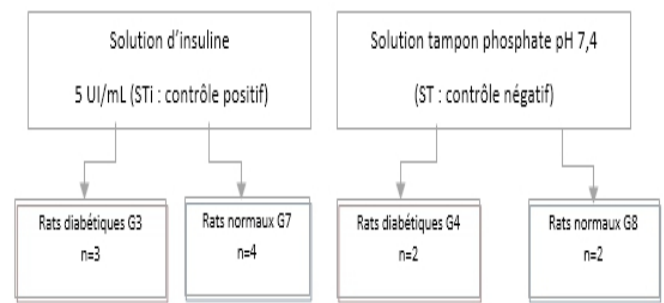 Solution d’insuline
5 UI/mL (STi : contrôle positif)
Solution tampon phosphate pH 7,4
(ST : contrôle négatif)
Rats diabétiques G3
n=3
Rats normaux G7
n=4
Rats diabétiques G4
n=2
Rats normaux G8
n=2